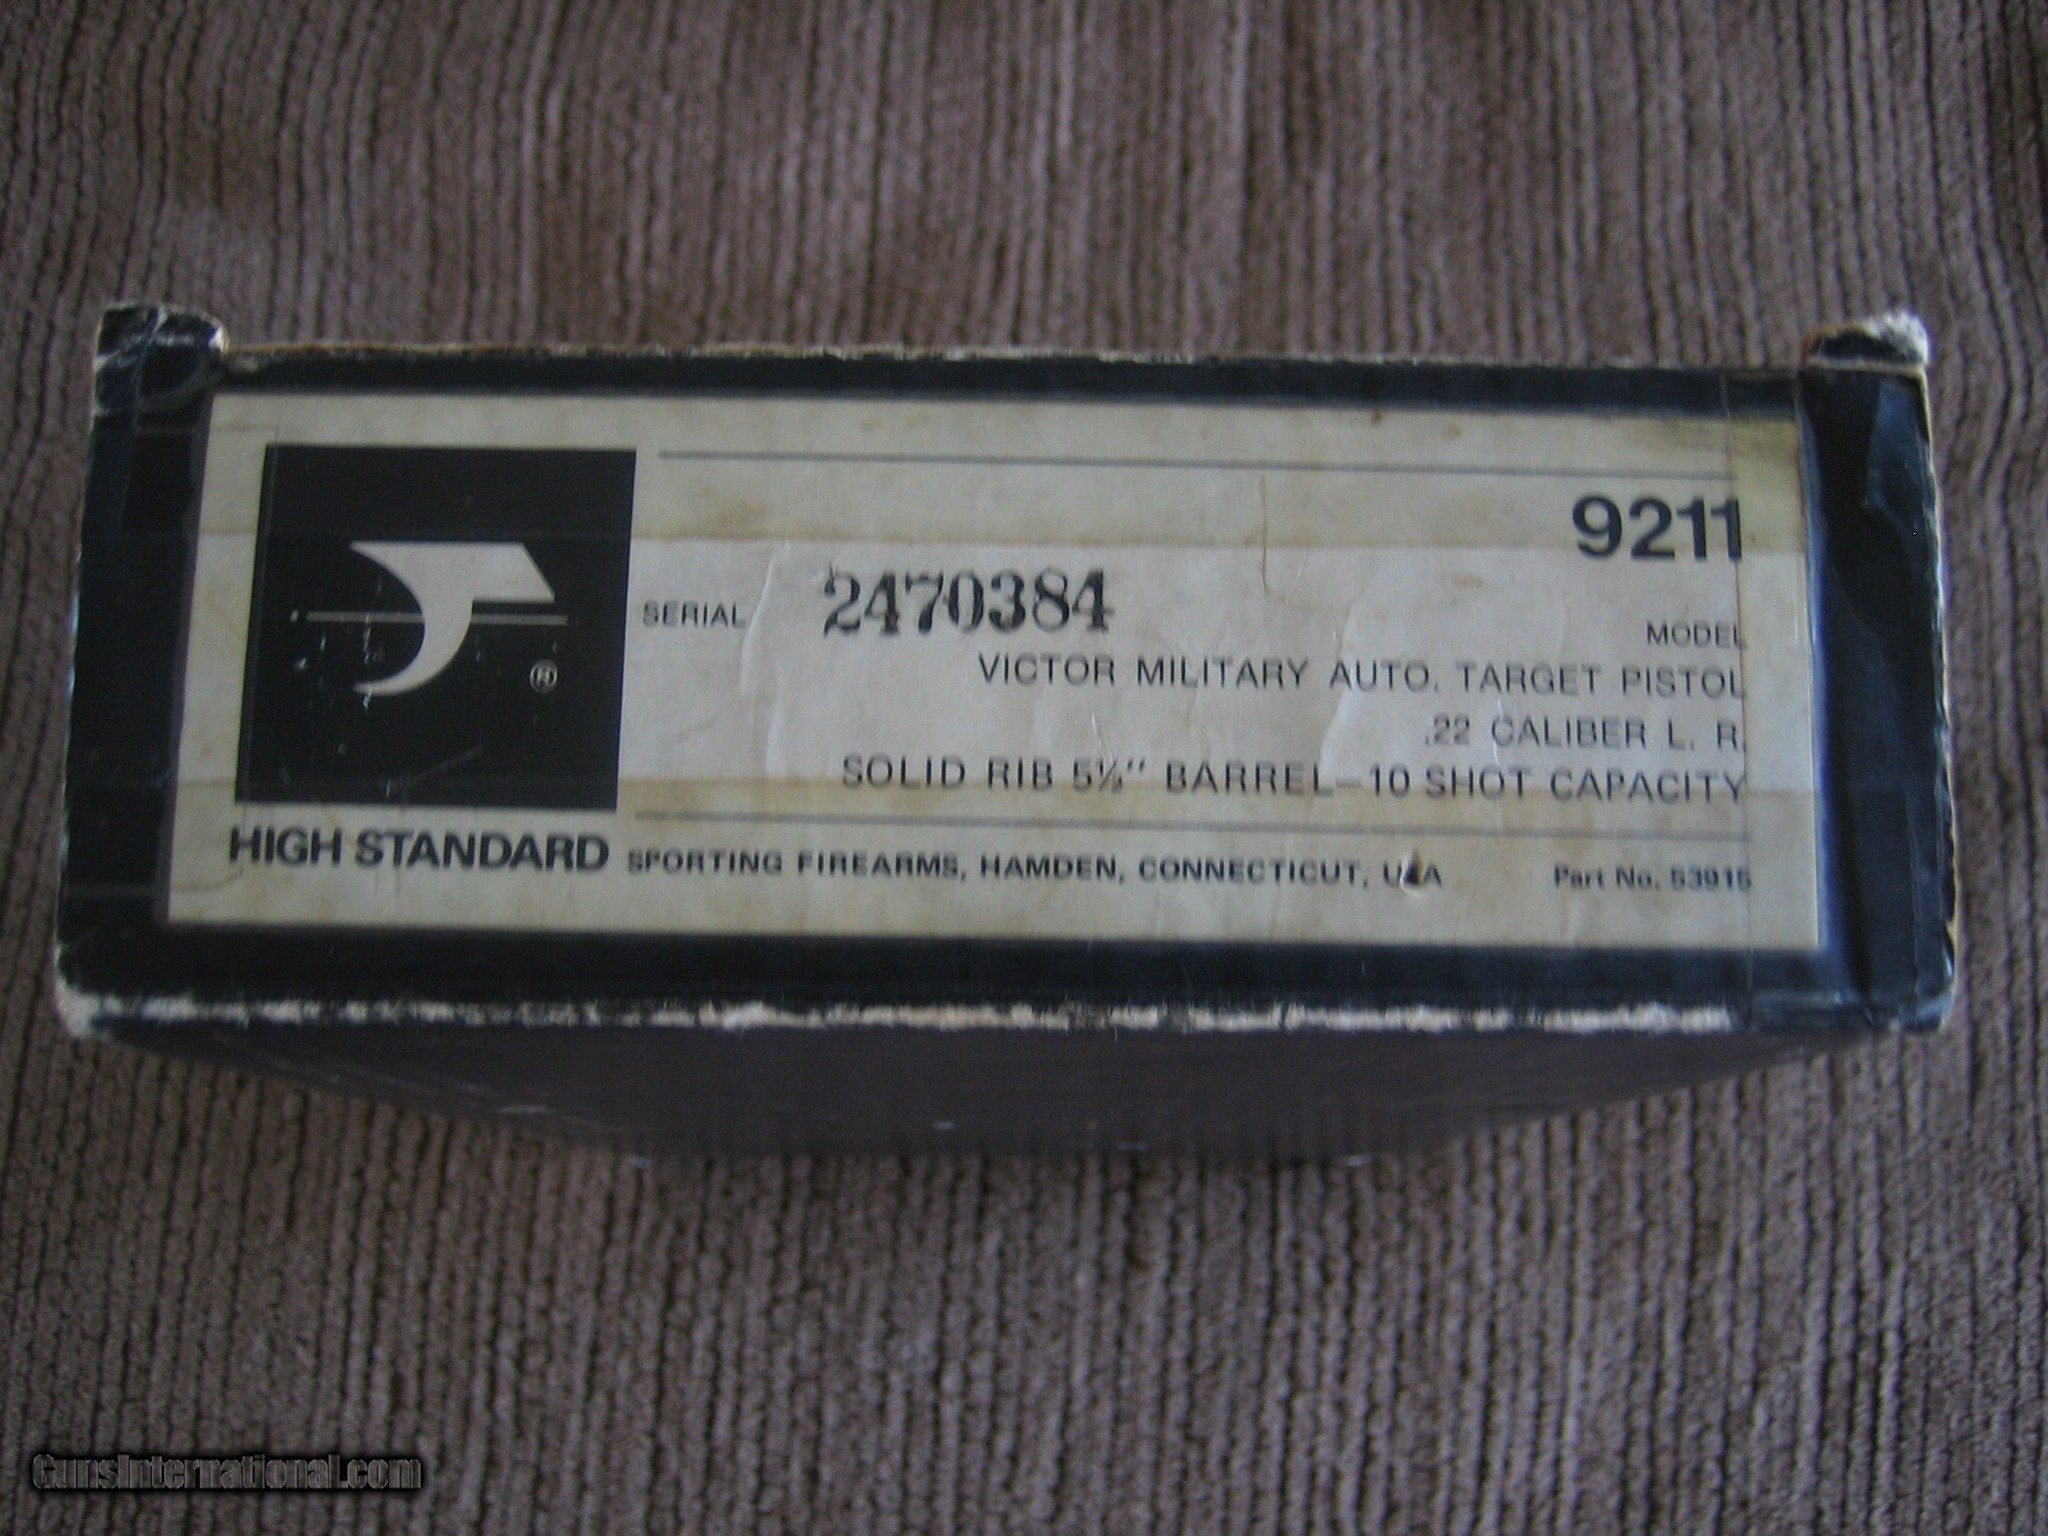 9211
SERIAL 2470384
MODEL
VICTOR MILITARY AUTO. TARGET PISTOL
.22 CALIBER L. R.
SOLID RIB 5½" BARREL-10 SHOT CAPACITY
®
HIGH STANDARD SPORTING FIREARMS, HAMDEN, CONNECTICUT, USA Part No. 53915
GunsInternational.com